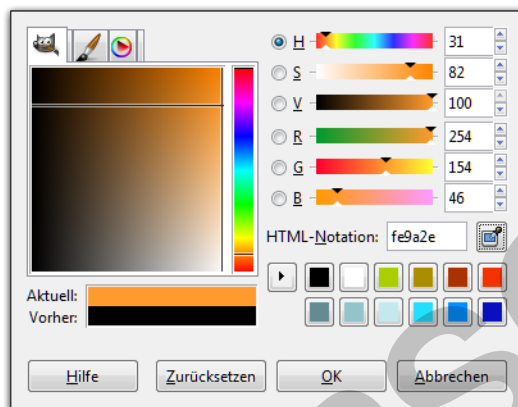 H 31
S 82
V 100
R 254
G 154
B 46
HTML-Notation: fe9a2e
Aktuell:
Vorher:
Hilfe Zurücksetzen OK Abbrechen